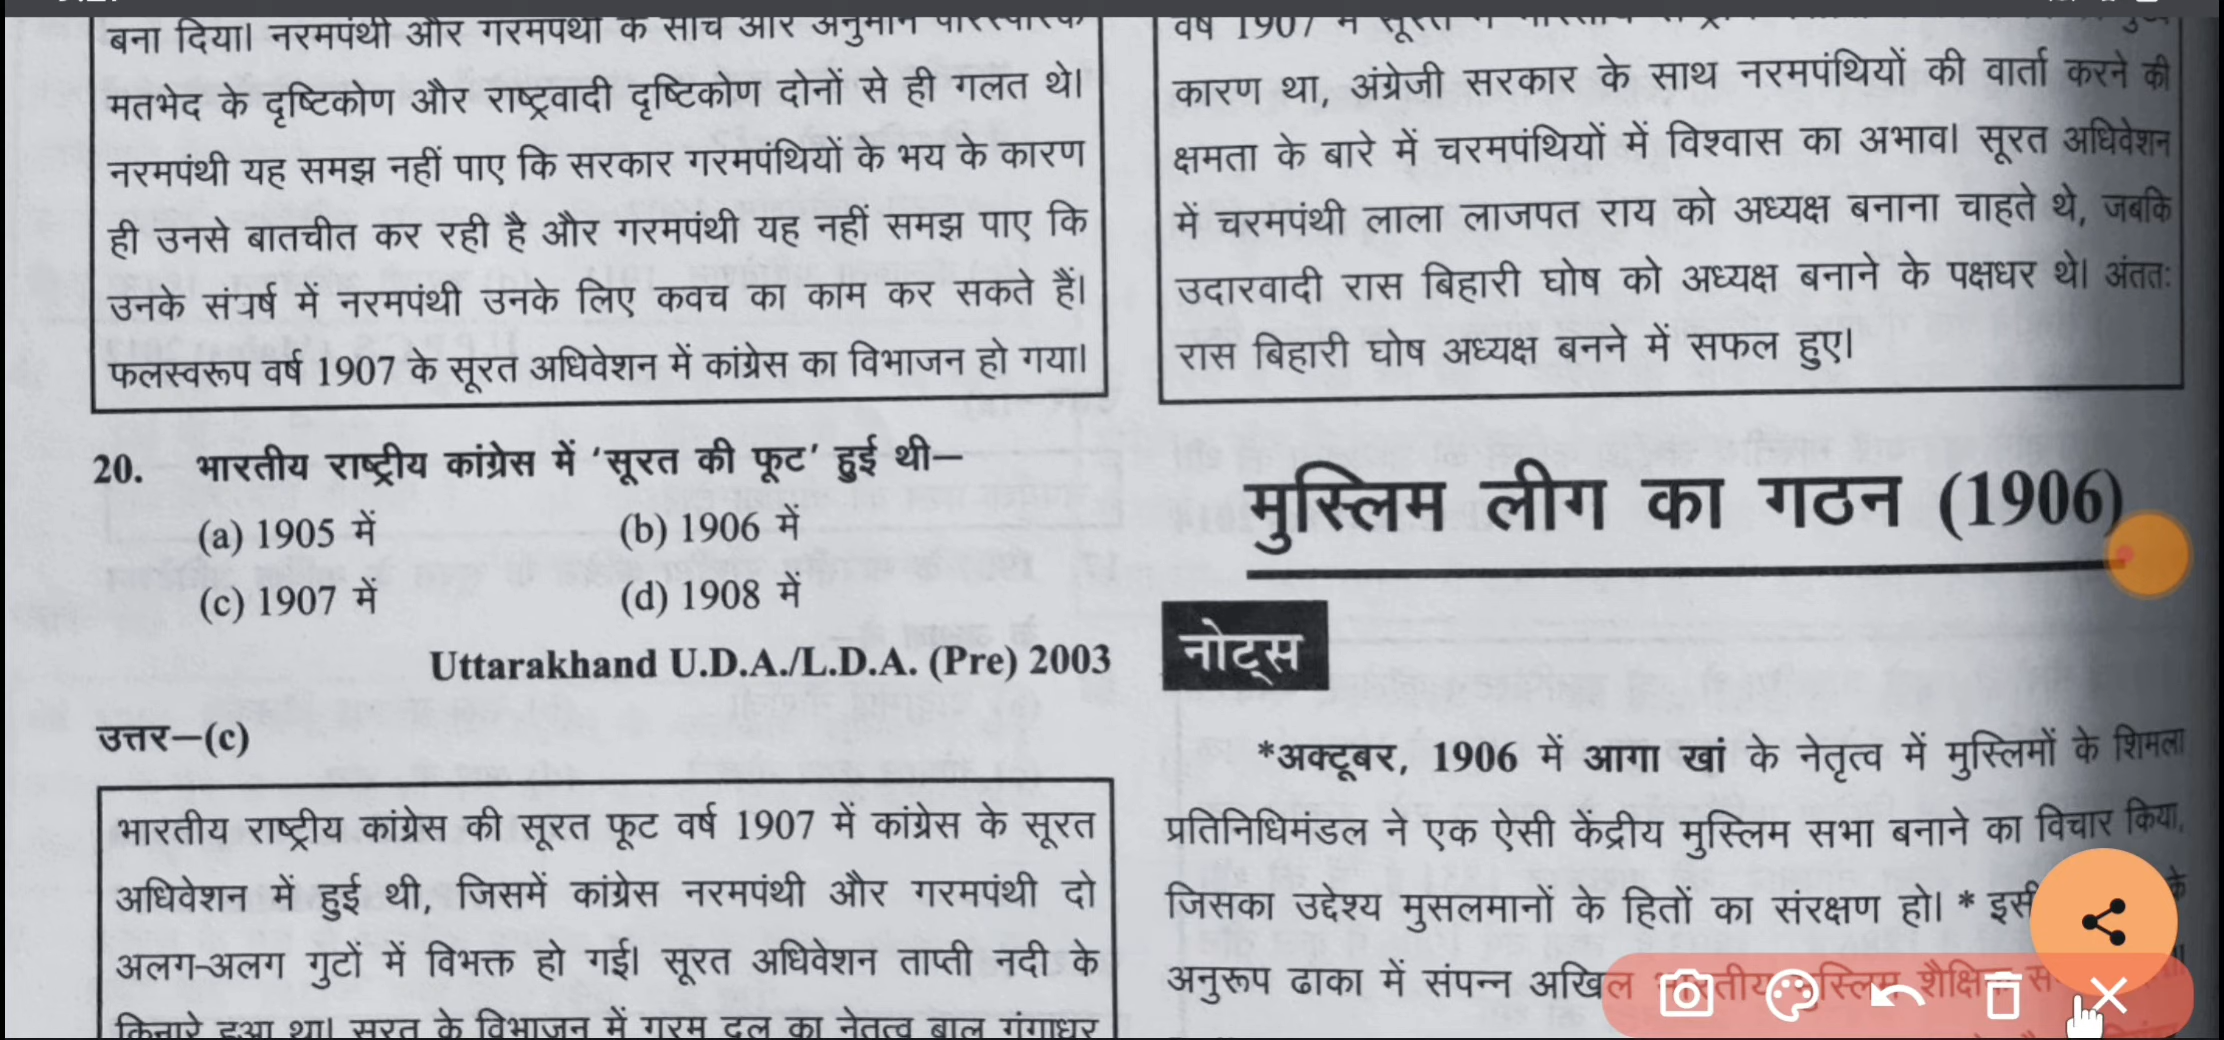 बना दिया। नरमपंथी और गरमपंथी के सोच और अनुमान
मतभेद के दृष्टिकोण और राष्ट्रवादी दृष्टिकोण दोनों से ही गलत थे।
नरमपंथी यह समझ नहीं पाए कि सरकार गरमपंथियों के भय के कारण
ही उनसे बातचीत कर रही है और गरमपंथी यह नहीं समझ पाए कि
उनके संघर्ष में नरमपंथी उनके लिए कवच का काम कर सकते हैं।
फलस्वरूप वर्ष 1907 के सूरत अधिवेशन में कांग्रेस का विभाजन हो गया।
20. भारतीय राष्ट्रीय कांग्रेस में ‘सूरत की फूट’ हुई थी–
(a) 1905 में (b) 1906 में
(c) 1907 में (d) 1908 में
Uttarakhand U.D.A./L.D.A. (Pre) 2003
उत्तर–(c)
भारतीय राष्ट्रीय कांग्रेस की सूरत फूट वर्ष 1907 में कांग्रेस के सूरत
अधिवेशन में हुई थी, जिसमें कांग्रेस नरमपंथी और गरमपंथी दो
अलग-अलग गुटों में विभक्त हो गई। सूरत अधिवेशन ताप्ती नदी के
किनारे हुआ था। सूरत के विभाजन में गरम दल का नेतृत्व बाल गंगाधर
वर्ष 1907 में सूरत
कारण था, अंग्रेजी सरकार के साथ नरमपंथियों की वार्ता करने की
क्षमता के बारे में चरमपंथियों में विश्वास का अभाव। सूरत अधिवेशन
में चरमपंथी लाला लाजपत राय को अध्यक्ष बनाना चाहते थे, जबकि
उदारवादी रास बिहारी घोष को अध्यक्ष बनाने के पक्षधर थे। अंततः
रास बिहारी घोष अध्यक्ष बनने में सफल हुए।
मुस्लिम लीग का गठन (1906)
नोट्स
*अक्टूबर, 1906 में आगा खां के नेतृत्व में मुस्लिमों के शिमला
प्रतिनिधिमंडल ने एक ऐसी केंद्रीय मुस्लिम सभा बनाने का विचार किया,
जिसका उद्देश्य मुसलमानों के हितों का संरक्षण हो। * इसी के
अनुरूप ढाका में संपन्न अखिल भारतीय मुस्लिम शैक्षिक